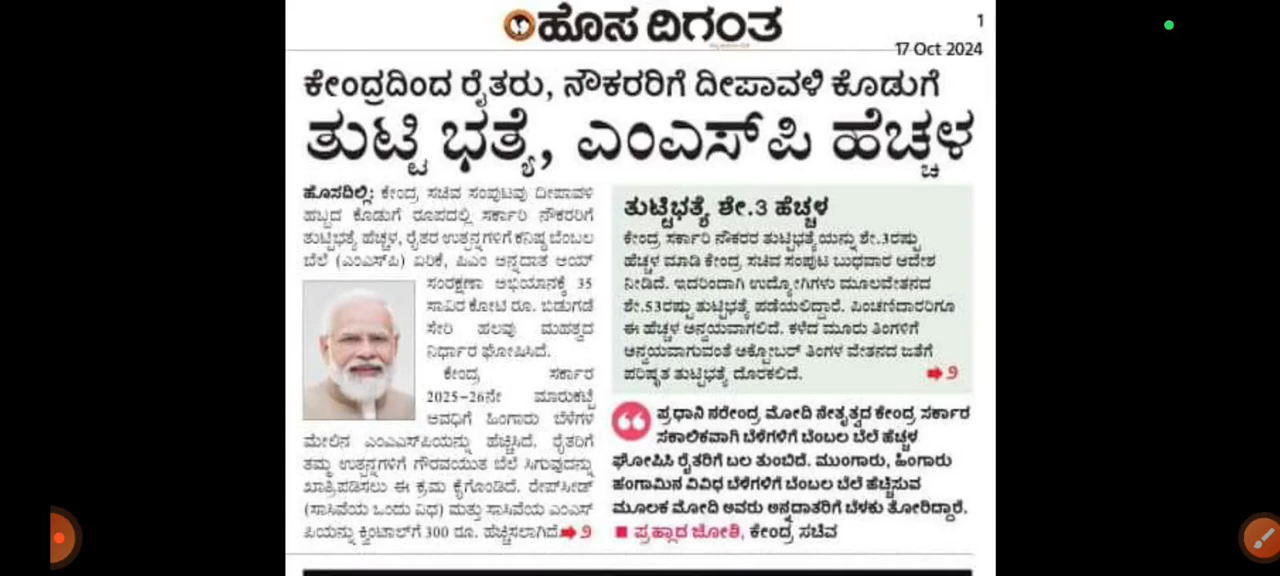 ಹೊಸ ದಿಗಂತ
1
17 Oct 2024
ಕೇಂದ್ರದಿಂದ ರೈತರು, ನೌಕರರಿಗೆ ದೀಪಾವಳಿ ಕೊಡುಗೆ
ತುಟ್ಟಿ ಭತ್ಯೆ, ಎಂಎಸ್‌ಪಿ ಹೆಚ್ಚಳ
ಹೊಸದಿಲ್ಲಿ: ಕೇಂದ್ರ ಸಚಿವ ಸಂಪುಟವು ದೀಪಾವಳಿ
ಹಬ್ಬದ ಕೊಡುಗೆ ರೂಪದಲ್ಲಿ ಸರ್ಕಾರಿ ನೌಕರರಿಗೆ
ತುಟ್ಟಿಭತ್ಯೆ ಹೆಚ್ಚಳ, ರೈತರ ಉತ್ಪನ್ನಗಳಿಗೆ ಕನಿಷ್ಠ ಬೆಂಬಲ
ಬೆಲೆ (ಎಂಎಸ್‌ಪಿ) ಏರಿಕೆ, ಪಿಎಂ ಅನ್ನದಾತ ಆಯ್
ಸಂರಕ್ಷಣಾ ಅಭಿಯಾನಕ್ಕೆ 35
ಸಾವಿರ ಕೋಟಿ ರೂ. ಬಿಡುಗಡೆ
ಸೇರಿ ಹಲವು ಮಹತ್ವದ
ನಿರ್ಧಾರ ಘೋಷಿಸಿದೆ.
ಕೇಂದ್ರ ಸರ್ಕಾರ
2025-26ನೇ ಮಾರುಕಟ್ಟೆ
ಅವಧಿಗೆ ಹಿಂಗಾರು ಬೆಳೆಗಳ
ಮೇಲಿನ ಎಂಎಎಸ್‌ಪಿಯನ್ನು ಹೆಚ್ಚಿಸಿದೆ. ರೈತರಿಗೆ
ತಮ್ಮ ಉತ್ಪನ್ನಗಳಿಗೆ ಗೌರವಯುತ ಬೆಲೆ ಸಿಗುವುದನ್ನು
ಖಾತ್ರಿಪಡಿಸಲು ಈ ಕ್ರಮ ಕೈಗೊಂಡಿದೆ. ರೇಪ್‌ಸೀಡ್
(ಸಾಸಿವೆಯ ಒಂದು ವಿಧ) ಮತ್ತು ಸಾಸಿವೆಯ ಎಂಎಸ್
ಪಿಯನ್ನು ಕ್ವಿಂಟಾಲ್‌ಗೆ 300 ರೂ. ಹೆಚ್ಚಿಸಲಾಗಿದೆ. 9
ತುಟ್ಟಿಭತ್ಯೆ ಶೇ.3 ಹೆಚ್ಚಳ
ಕೇಂದ್ರ ಸರ್ಕಾರಿ ನೌಕರರ ತುಟ್ಟಿಭತ್ಯೆಯನ್ನು ಶೇ.3ರಷ್ಟು
ಹೆಚ್ಚಳ ಮಾಡಿ ಕೇಂದ್ರ ಸಚಿವ ಸಂಪುಟ ಬುಧವಾರ ಆದೇಶ
ನೀಡಿದೆ. ಇದರಿಂದಾಗಿ ಉದ್ಯೋಗಿಗಳು ಮೂಲವೇತನದ
ಶೇ.53ರಷ್ಟು ತುಟ್ಟಿಭತ್ಯೆ ಪಡೆಯಲಿದ್ದಾರೆ. ಪಿಂಚಣಿದಾರರಿಗೂ
ಈ ಹೆಚ್ಚಳ ಅನ್ವಯವಾಗಲಿದೆ. ಕಳೆದ ಮೂರು ತಿಂಗಳಿಗೆ
ಅನ್ವಯವಾಗುವಂತೆ ಆಕ್ಟೋಬರ್ ತಿಂಗಳ ವೇತನದ ಜತೆಗೆ
ಪರಿಷ್ಕೃತ ತುಟ್ಟಿಭತ್ಯೆ ದೊರಕಲಿದೆ. 9
ಪ್ರಧಾನಿ ನರೇಂದ್ರ ಮೋದಿ ನೇತೃತ್ವದ ಕೇಂದ್ರ ಸರ್ಕಾರ
ಸಕಾಲಿಕವಾಗಿ ಬೆಳೆಗಳಿಗೆ ಬೆಂಬಲ ಬೆಲೆ ಹೆಚ್ಚಳ
ಘೋಷಿಸಿ ರೈತರಿಗೆ ಬಲ ತುಂಬಿದೆ. ಮುಂಗಾರು, ಹಿಂಗಾರು
ಹಂಗಾಮಿನ ವಿವಿಧ ಬೆಳೆಗಳಿಗೆ ಬೆಂಬಲ ಬೆಲೆ ಹೆಚ್ಚಿಸುವ
ಮೂಲಕ ಮೋದಿ ಅವರು ಅನ್ನದಾತರಿಗೆ ಬೆಳಕು ತೋರಿದ್ದಾರೆ.
■ ಪ್ರಹ್ಲಾದ ಜೋಶಿ, ಕೇಂದ್ರ ಸಚಿವ